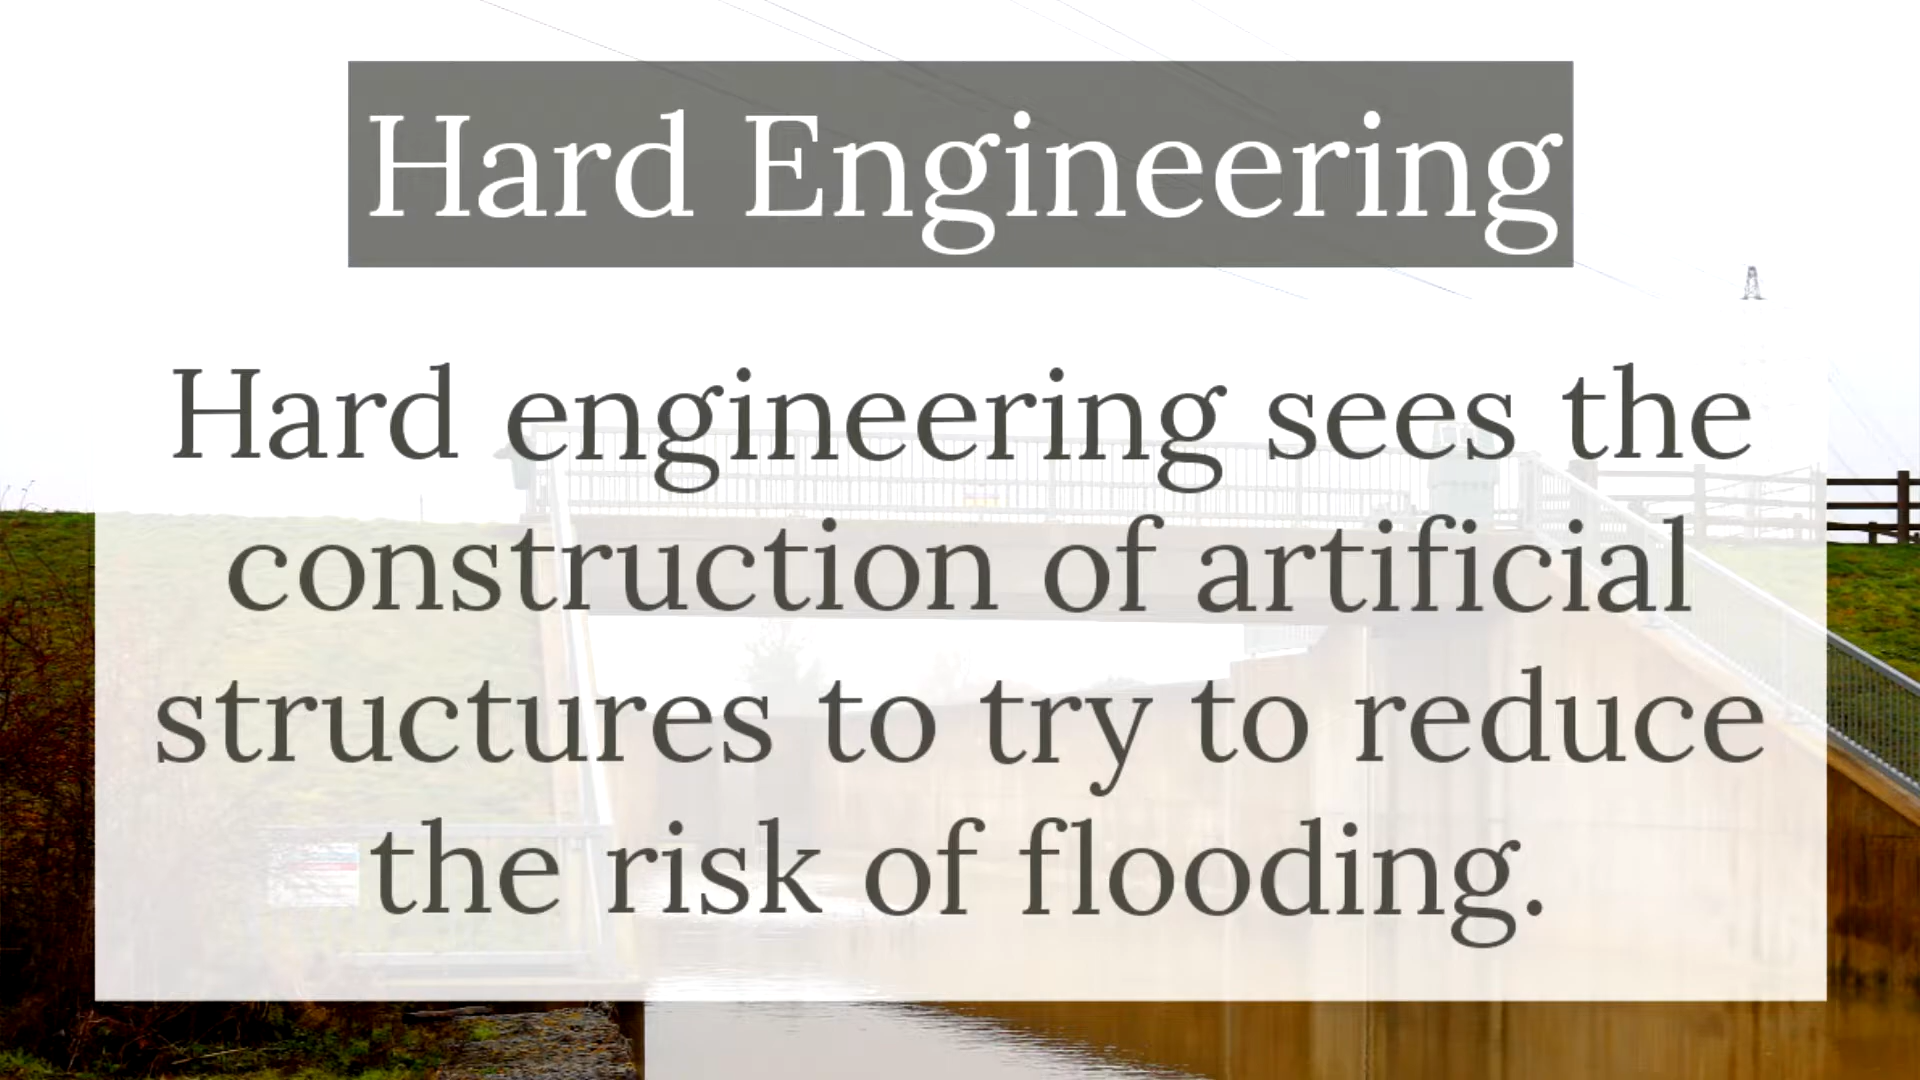 Hard Engineering
Hard engineering sees the
construction of artificial
structures to try to reduce
the risk of flooding.